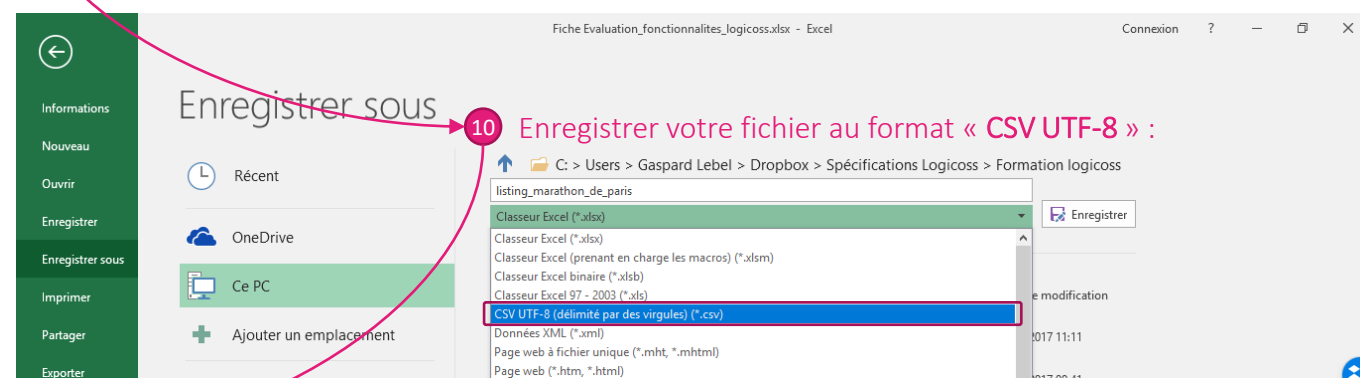 Fiche Evaluation_fonctionnalites_logicoss.xlsx - Excel
Connexion ?
Informations
Nouveau
Ouvrir
Enregistrer
Enregistrer sous
Imprimer
Partager
Exporter
Enregistrer sous
Récent
OneDrive
Ce PC
Ajouter un emplacement
10 Enregistrer votre fichier au format « CSV UTF-8 » :
C: > Users > Gaspard Lebel > Dropbox > Spécifications Logicoss > Formation logicoss
listing_marathon_de_paris
Classeur Excel (*.xlsx)
Enregistrer
Classeur Excel (*.xlsx)
Classeur Excel (prenant en charge les macros) (*.xlsm)
Classeur Excel binaire (*.xlsb)
Classeur Excel 97 - 2003 (*.xls)
CSV UTF-8 (délimité par des virgules) (*.csv)
Données XML (*.xml)
Page web à fichier unique (*.mht, *.mhtml)
Page web (*.htm, *.html)
e modification
2017 11:11